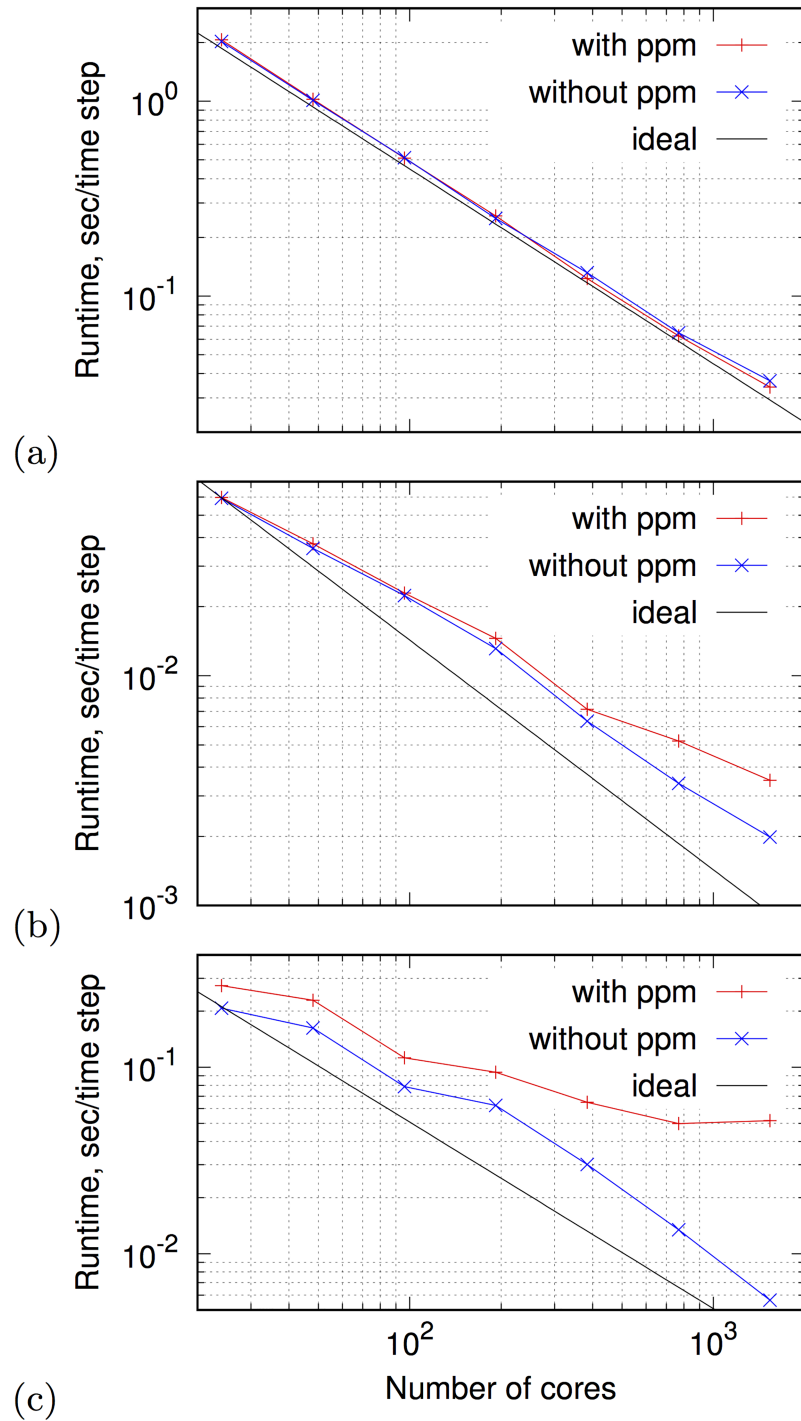 (a)
Runtime, sec/time step
10^0
10^-1
with ppm
without ppm
ideal
(b)
Runtime, sec/time step
10^-2
10^-3
with ppm
without ppm
ideal
(c)
Runtime, sec/time step
10^-1
10^-2
with ppm
without ppm
ideal
10^2
10^3
Number of cores